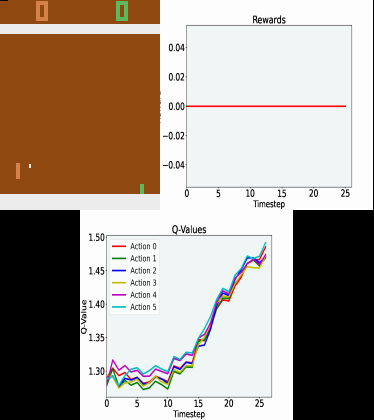 0 0
Rewards
0.04
0.02
0.00
−0.02
−0.04
0 5 10 15 20 25
Timestep
Q-Values
1.50
1.45
1.40
1.35
1.30
Q-Value
Action 0
Action 1
Action 2
Action 3
Action 4
Action 5
0 5 10 15 20 25
Timestep